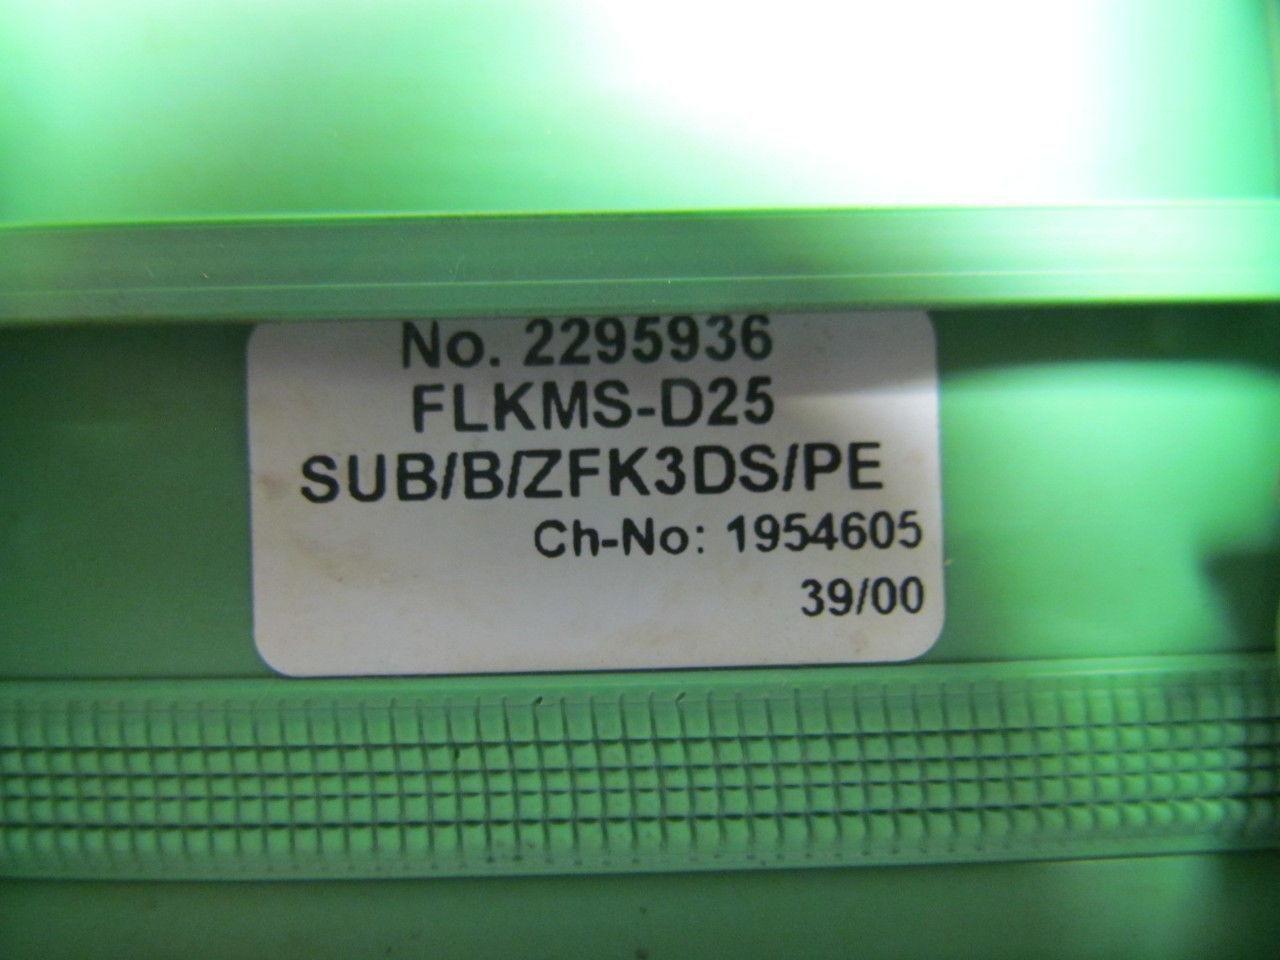 No. 2295936
FLKMS-D25
SUB/B/ZFK3DS/PE
Ch-No: 1954605
39/00